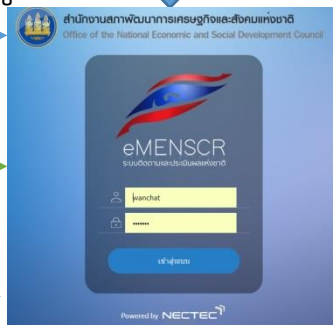 สำนักงานสภาพัฒนาการเศรษฐกิจและสังคมแห่งชาติ
Office of the National Economic and Social Development Council
eMENSCR
ระบบติดตามและประเมินผลแห่งชาติ
wanchat
•••••••
เข้าสู่ระบบ
Powered by NECTEC